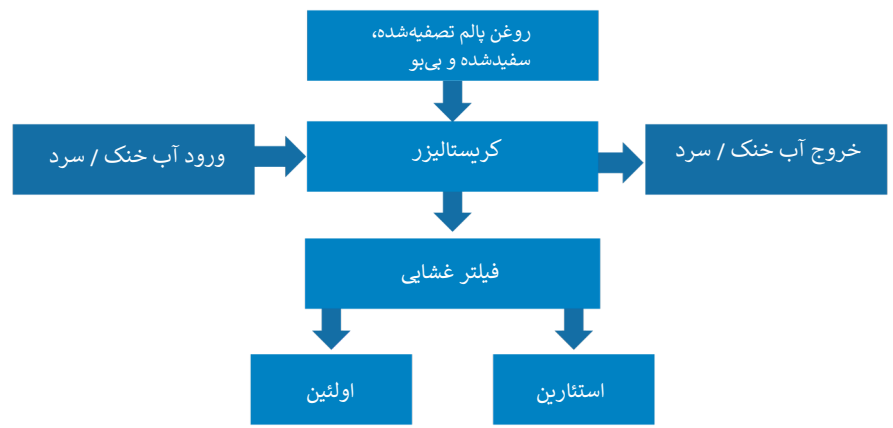 روغن پالم تصفیه‌شده،
سفیدشده و بی‌بو
ورود آب خنک / سرد
کریستالیزر
خروج آب خنک / سرد
فیلتر غشایی
اولئین
استئارین